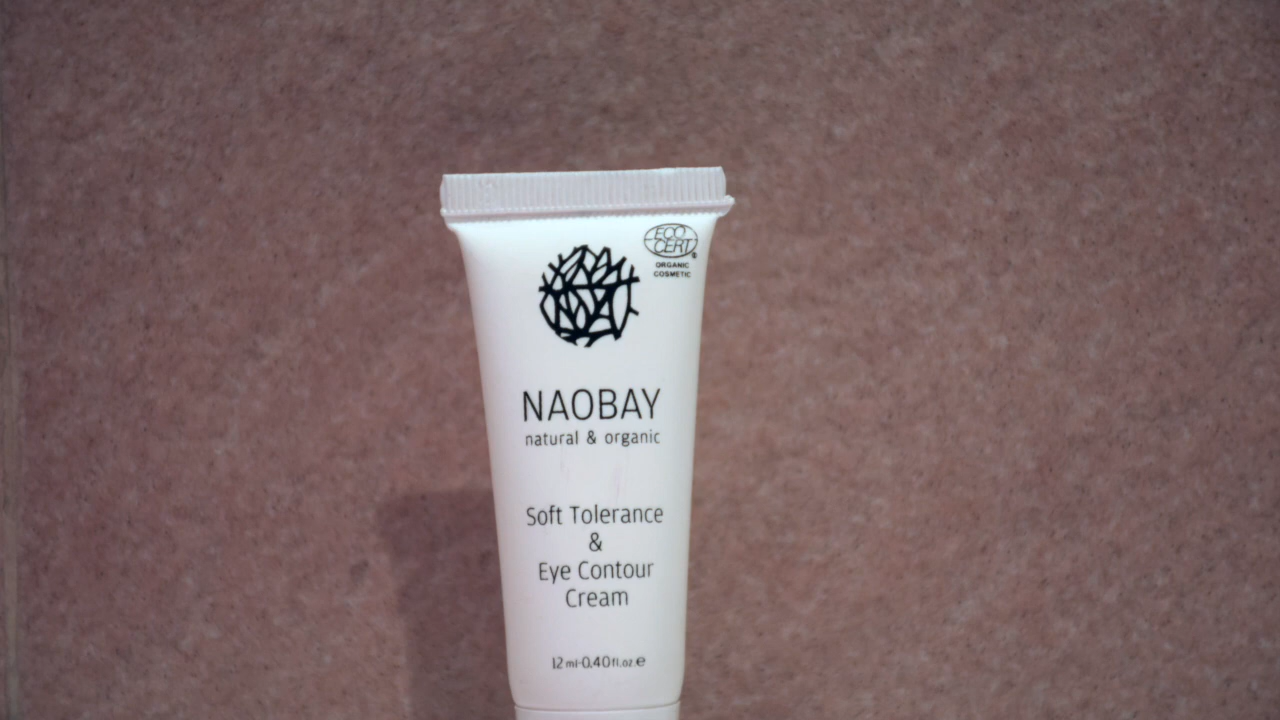 ECO
CERT®
ORGANIC
COSMETIC
NAOBAY
natural & organic
Soft Tolerance
&
Eye Contour
Cream
12 ml-0.40 fl.oz.e